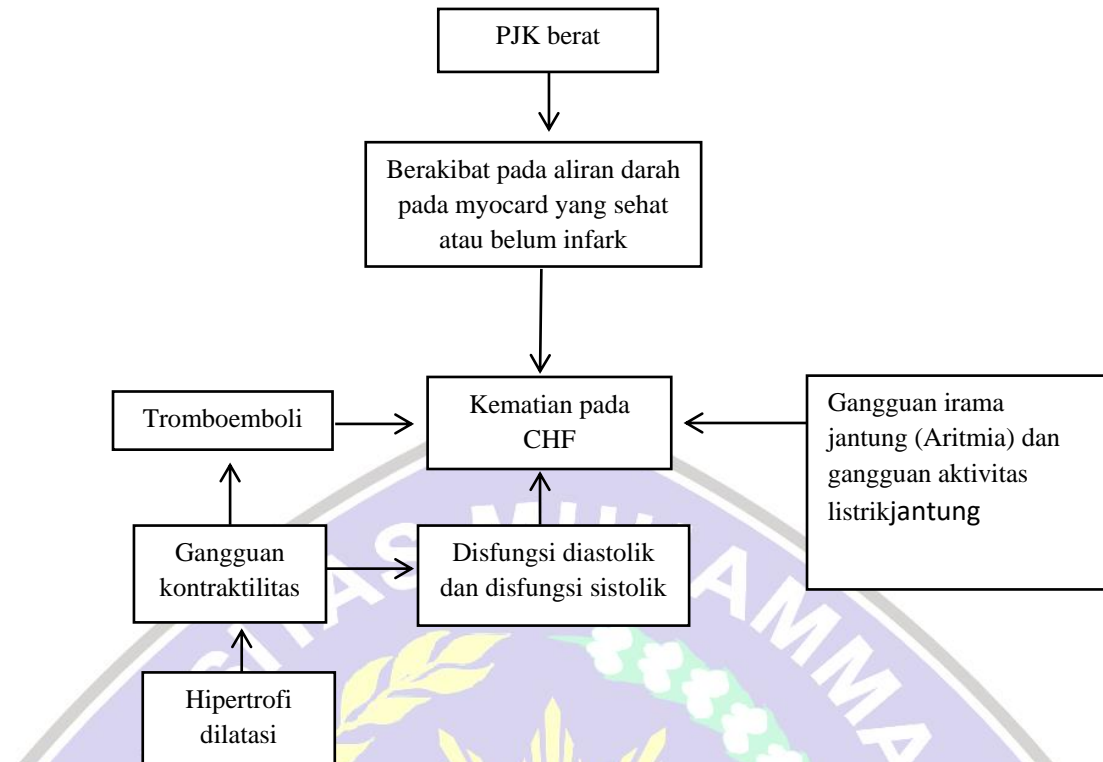 PJK berat
Berakibat pada aliran darah
pada myocard yang sehat
atau belum infark
Tromboemboli
Kematian pada
CHF
Gangguan irama
jantung (Aritmia) dan
gangguan aktivitas
listrikjantung
Gangguan
kontraktilitas
Disfungsi diastolik
dan disfungsi sistolik
Hipertrofi
dilatasi